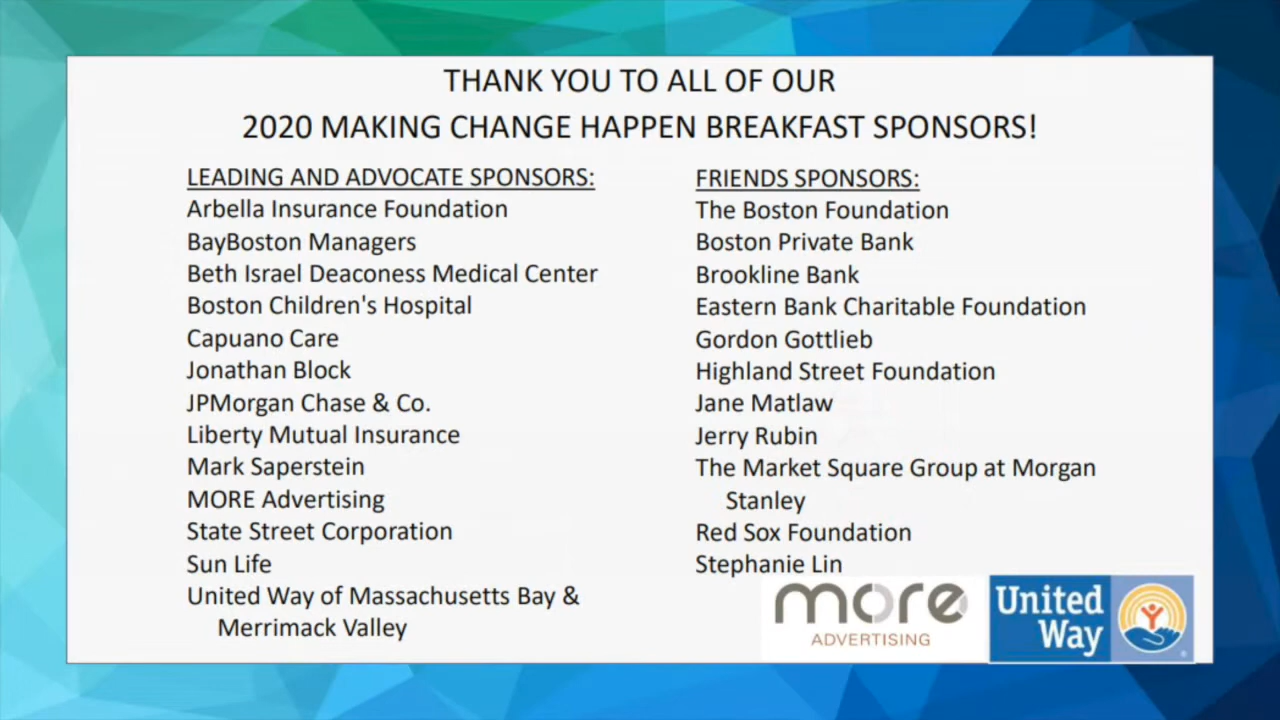 THANK YOU TO ALL OF OUR
2020 MAKING CHANGE HAPPEN BREAKFAST SPONSORS!
LEADING AND ADVOCATE SPONSORS:
Arbella Insurance Foundation
BayBoston Managers
Beth Israel Deaconess Medical Center
Boston Children's Hospital
Capuano Care
Jonathan Block
JPMorgan Chase & Co.
Liberty Mutual Insurance
Mark Saperstein
MORE Advertising
State Street Corporation
Sun Life
United Way of Massachusetts Bay &
Merrimack Valley
FRIENDS SPONSORS:
The Boston Foundation
Boston Private Bank
Brookline Bank
Eastern Bank Charitable Foundation
Gordon Gottlieb
Highland Street Foundation
Jane Matlaw
Jerry Rubin
The Market Square Group at Morgan
Stanley
Red Sox Foundation
Stephanie Lin
more
ADVERTISING
United
Way
®